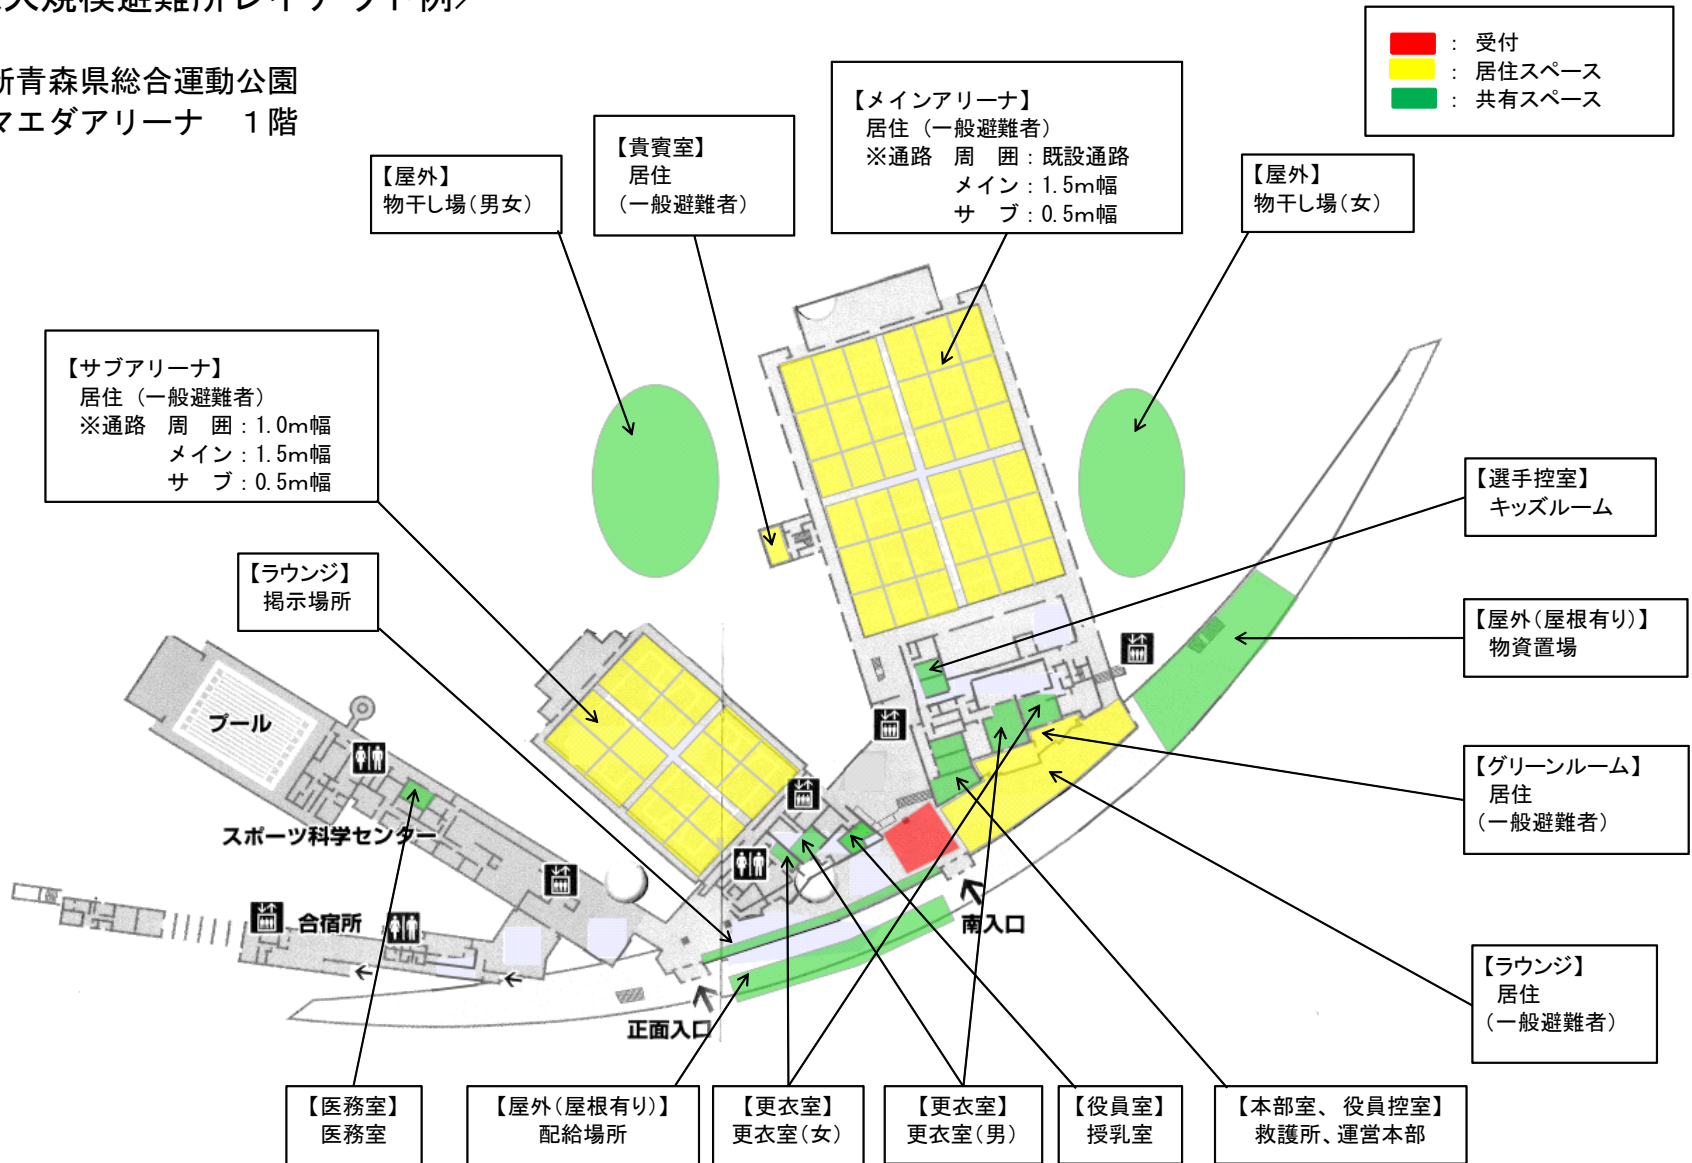 大規模避難所レイアウト例>
新青森県総合運動公園
マエダアリーナ　1階
：受付
：居住スペース
：共有スペース
【メインアリーナ】
居住（一般避難者）
※通路　周　囲：既設通路
メイン：1.5m幅
サ　ブ：0.5m幅
【貴賓室】
居住
（一般避難者）
【屋外】
物干し場（男女）
【屋外】
物干し場（女）
【サブアリーナ】
居住（一般避難者）
※通路　周　囲：1.0m幅
メイン：1.5m幅
サ　ブ：0.5m幅
【選手控室】
キッズルーム
【ラウンジ】
掲示場所
【屋外（屋根有り）】
物資置場
プール
【グリーンルーム】
居住
（一般避難者）
スポーツ科学センター
合宿所
南入口
【ラウンジ】
居住
（一般避難者）
正面入口
【医務室】
医務室
【屋外（屋根有り）】
配給場所
【更衣室】
更衣室（女）
【更衣室】
更衣室（男）
【役員室】
授乳室
【本部室、役員控室】
救護所、運営本部